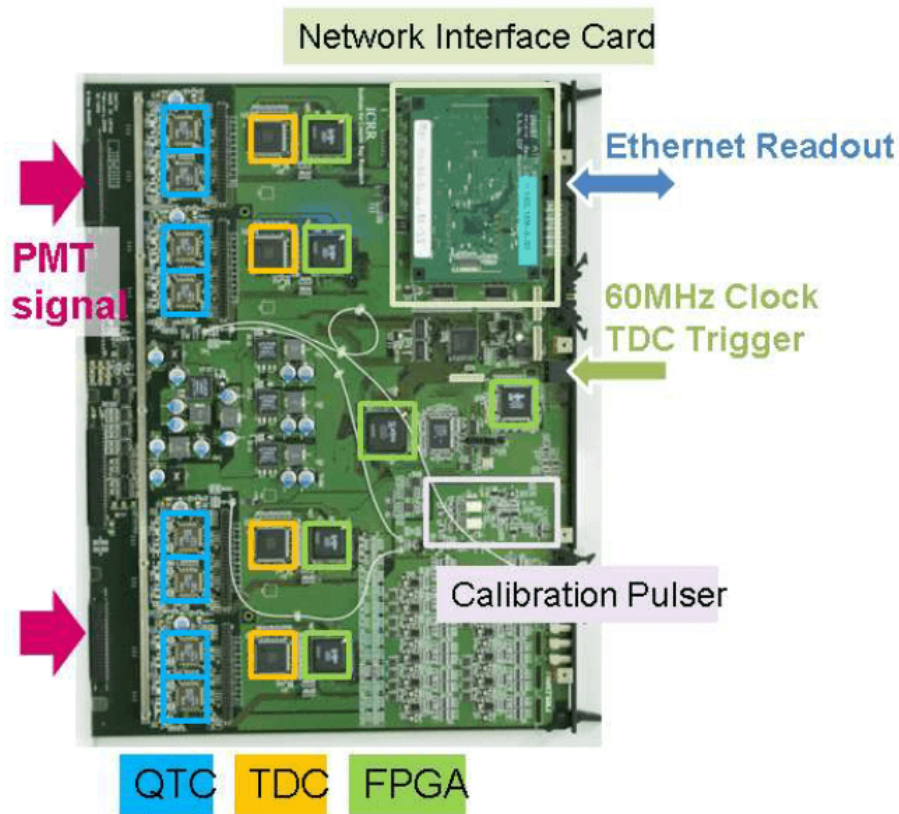 Network Interface Card
ICRR
Ethernet Readout
PMT
signal
60MHz Clock
TDC Trigger
Calibration Pulser
QTC
TDC
FPGA